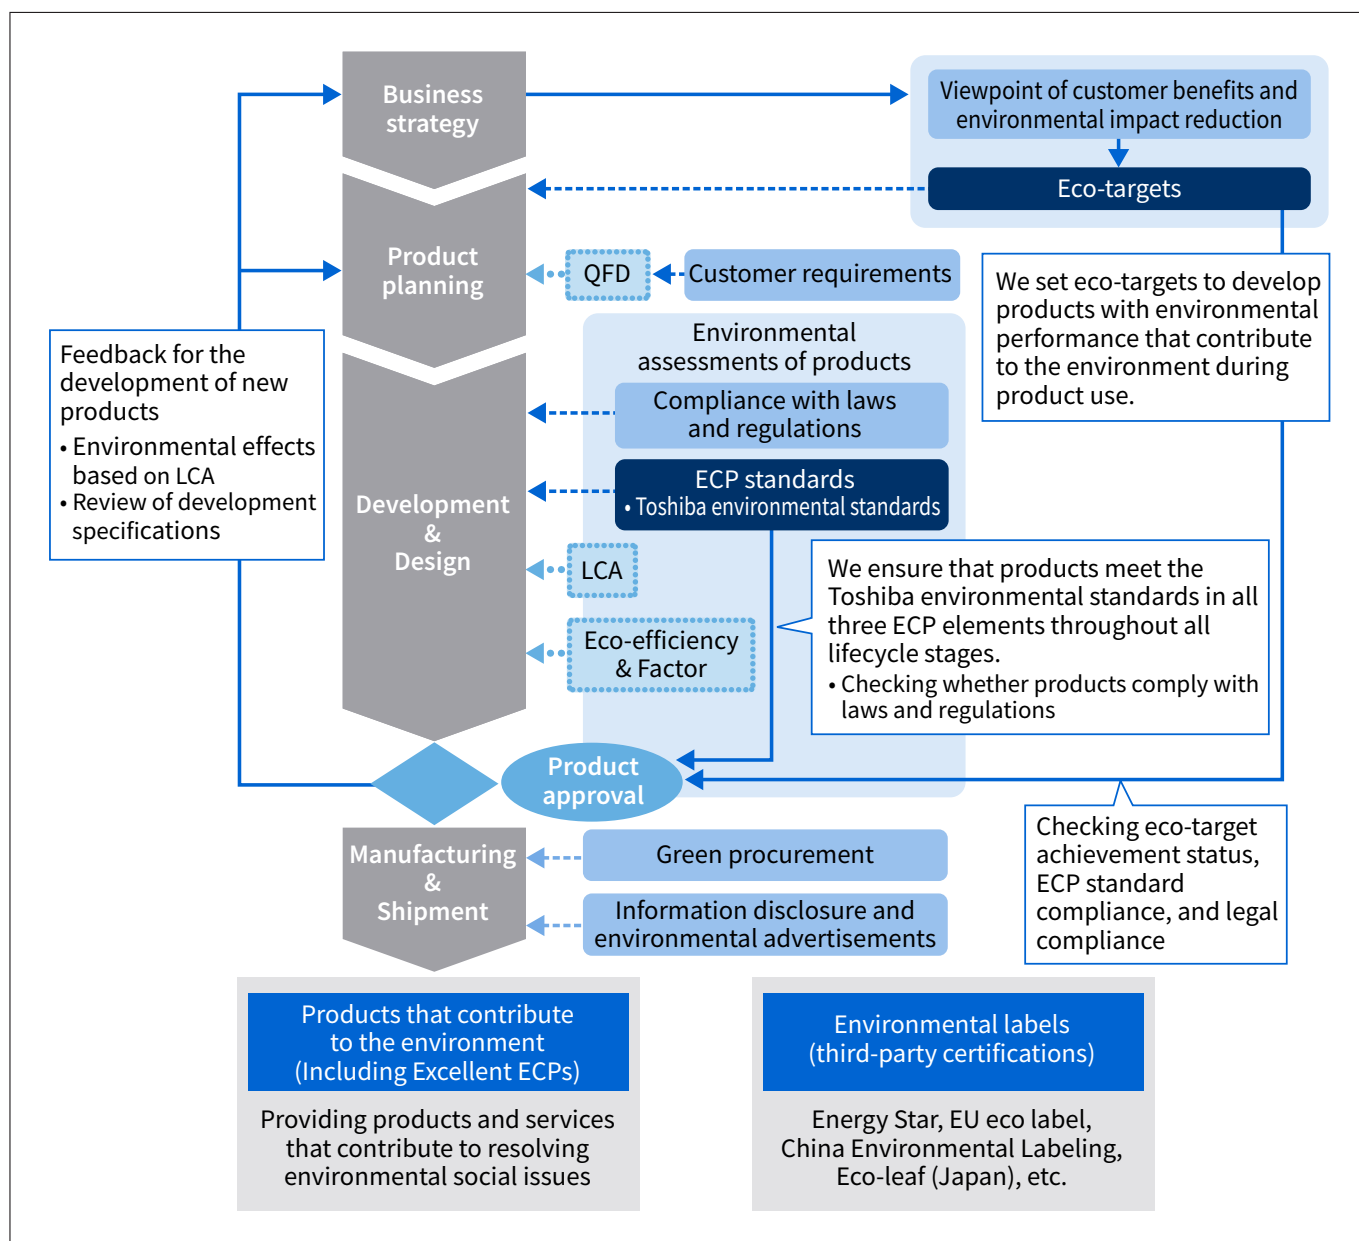 Business
strategy
Viewpoint of customer benefits and
environmental impact reduction
Eco-targets
Product
planning
QFD
Customer requirements
We set eco-targets to develop
products with environmental
performance that contribute
to the environment during
product use.
Feedback for the
development of new
products
• Environmental effects
based on LCA
• Review of development
specifications
Environmental
assessments of products
Compliance with laws
and regulations
Development
&
Design
ECP standards
• Toshiba environmental standards
LCA
Eco-efficiency
& Factor
We ensure that products meet the
Toshiba environmental standards in all
three ECP elements throughout all
lifecycle stages.
• Checking whether products comply with
laws and regulations
Product
approval
Checking eco-target
achievement status,
ECP standard
compliance, and legal
compliance
Manufacturing
&
Shipment
Green procurement
Information disclosure and
environmental advertisements
Products that contribute
to the environment
(Including Excellent ECPs)
Providing products and services
that contribute to resolving
environmental social issues
Environmental labels
(third-party certifications)
Energy Star, EU eco label,
China Environmental Labeling,
Eco-leaf (Japan), etc.